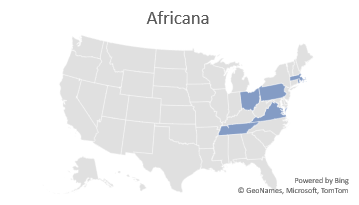 Africana
Powered by Bing
© GeoNames, Microsoft, TomTom